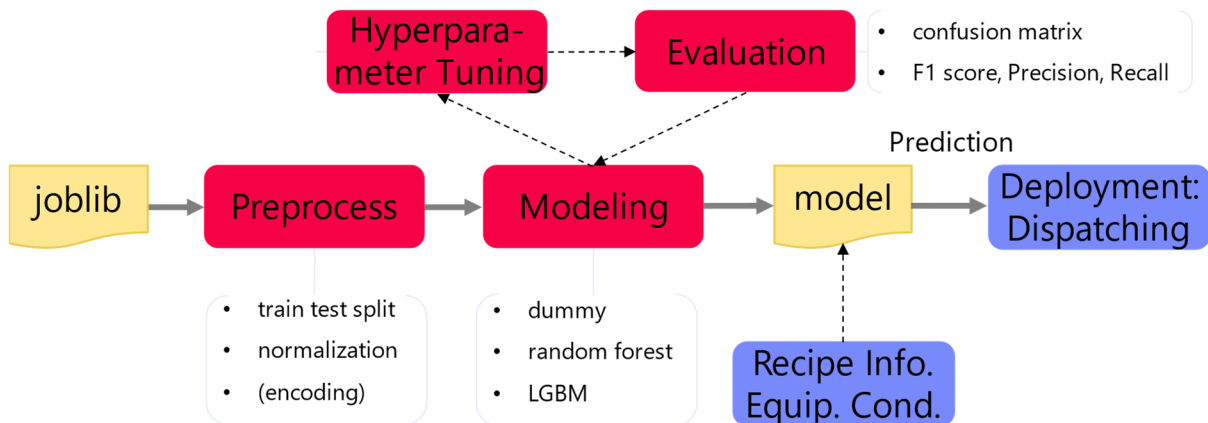 Hyperpara-
meter Tuning
Evaluation
• confusion matrix
• F1 score, Precision, Recall
Prediction
joblib
Preprocess
Modeling
model
Deployment:
Dispatching
• train test split
• normalization
• (encoding)
• dummy
• random forest
• LGBM
Recipe Info.
Equip. Cond.